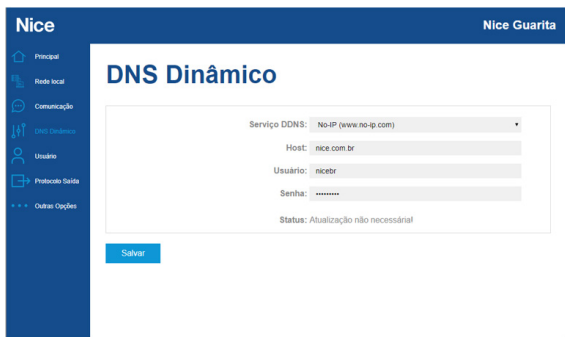 Nice
Nice Guarita
Principal
Rede local
Comunicação
DNS Dinâmico
Usuário
Protocolo Saída
Outras Opções
DNS Dinâmico
Serviço DDNS: No-IP (www.no-ip.com)
Host: nice.com.br
Usuário: nicebr
Senha: •••••••••
Status: Atualização não necessária!
Salvar